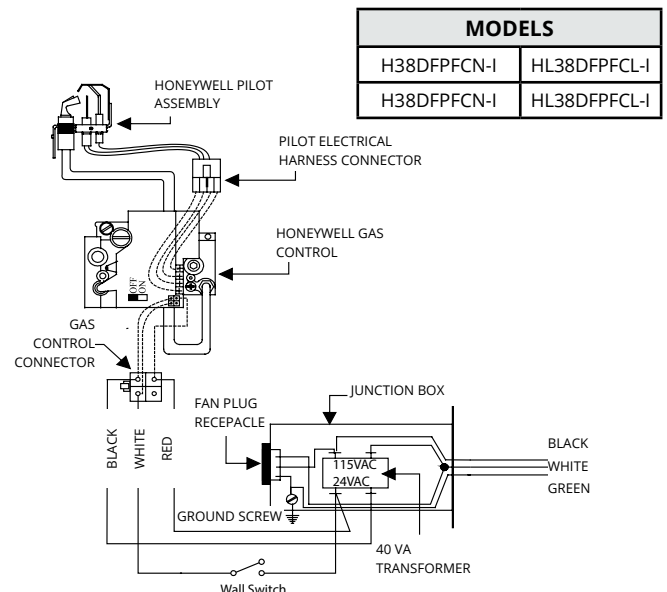 MODELS
H38DFPFCN-I HL38DFPFCL-I
H38DFPFCN-I HL38DFPFCL-I
HONEYWELL PILOT
ASSEMBLY
PILOT ELECTRICAL
HARNESS CONNECTOR
HONEYWELL GAS
CONTROL
OFF
ON
GAS
CONTROL
CONNECTOR
BLACK
WHITE
RED
FAN PLUG
RECEPACLE
JUNCTION BOX
115VAC
24VAC
GROUND SCREW
BLACK
WHITE
GREEN
40 VA
TRANSFORMER
Wall Switch